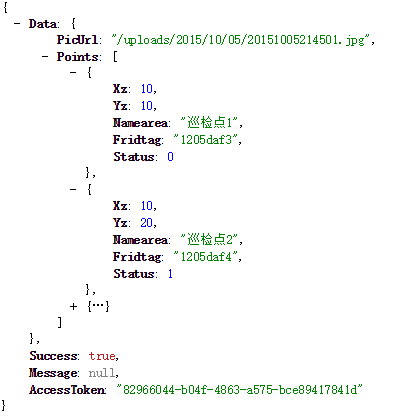 {
- Data: {
PicUrl: "/uploads/2015/10/05/20151005214501.jpg",
- Points: [
- {
Xz: 10,
Yz: 10,
Namearea: "巡检点1",
Fridtag: "1205daf3",
Status: 0
},
- {
Xz: 10,
Yz: 20,
Namearea: "巡检点2",
Fridtag: "1205daf4",
Status: 1
},
+ {…}
]
},
Success: true,
Message: null,
AccessToken: "82966044-b04f-4863-a575-bce89417841d"
}